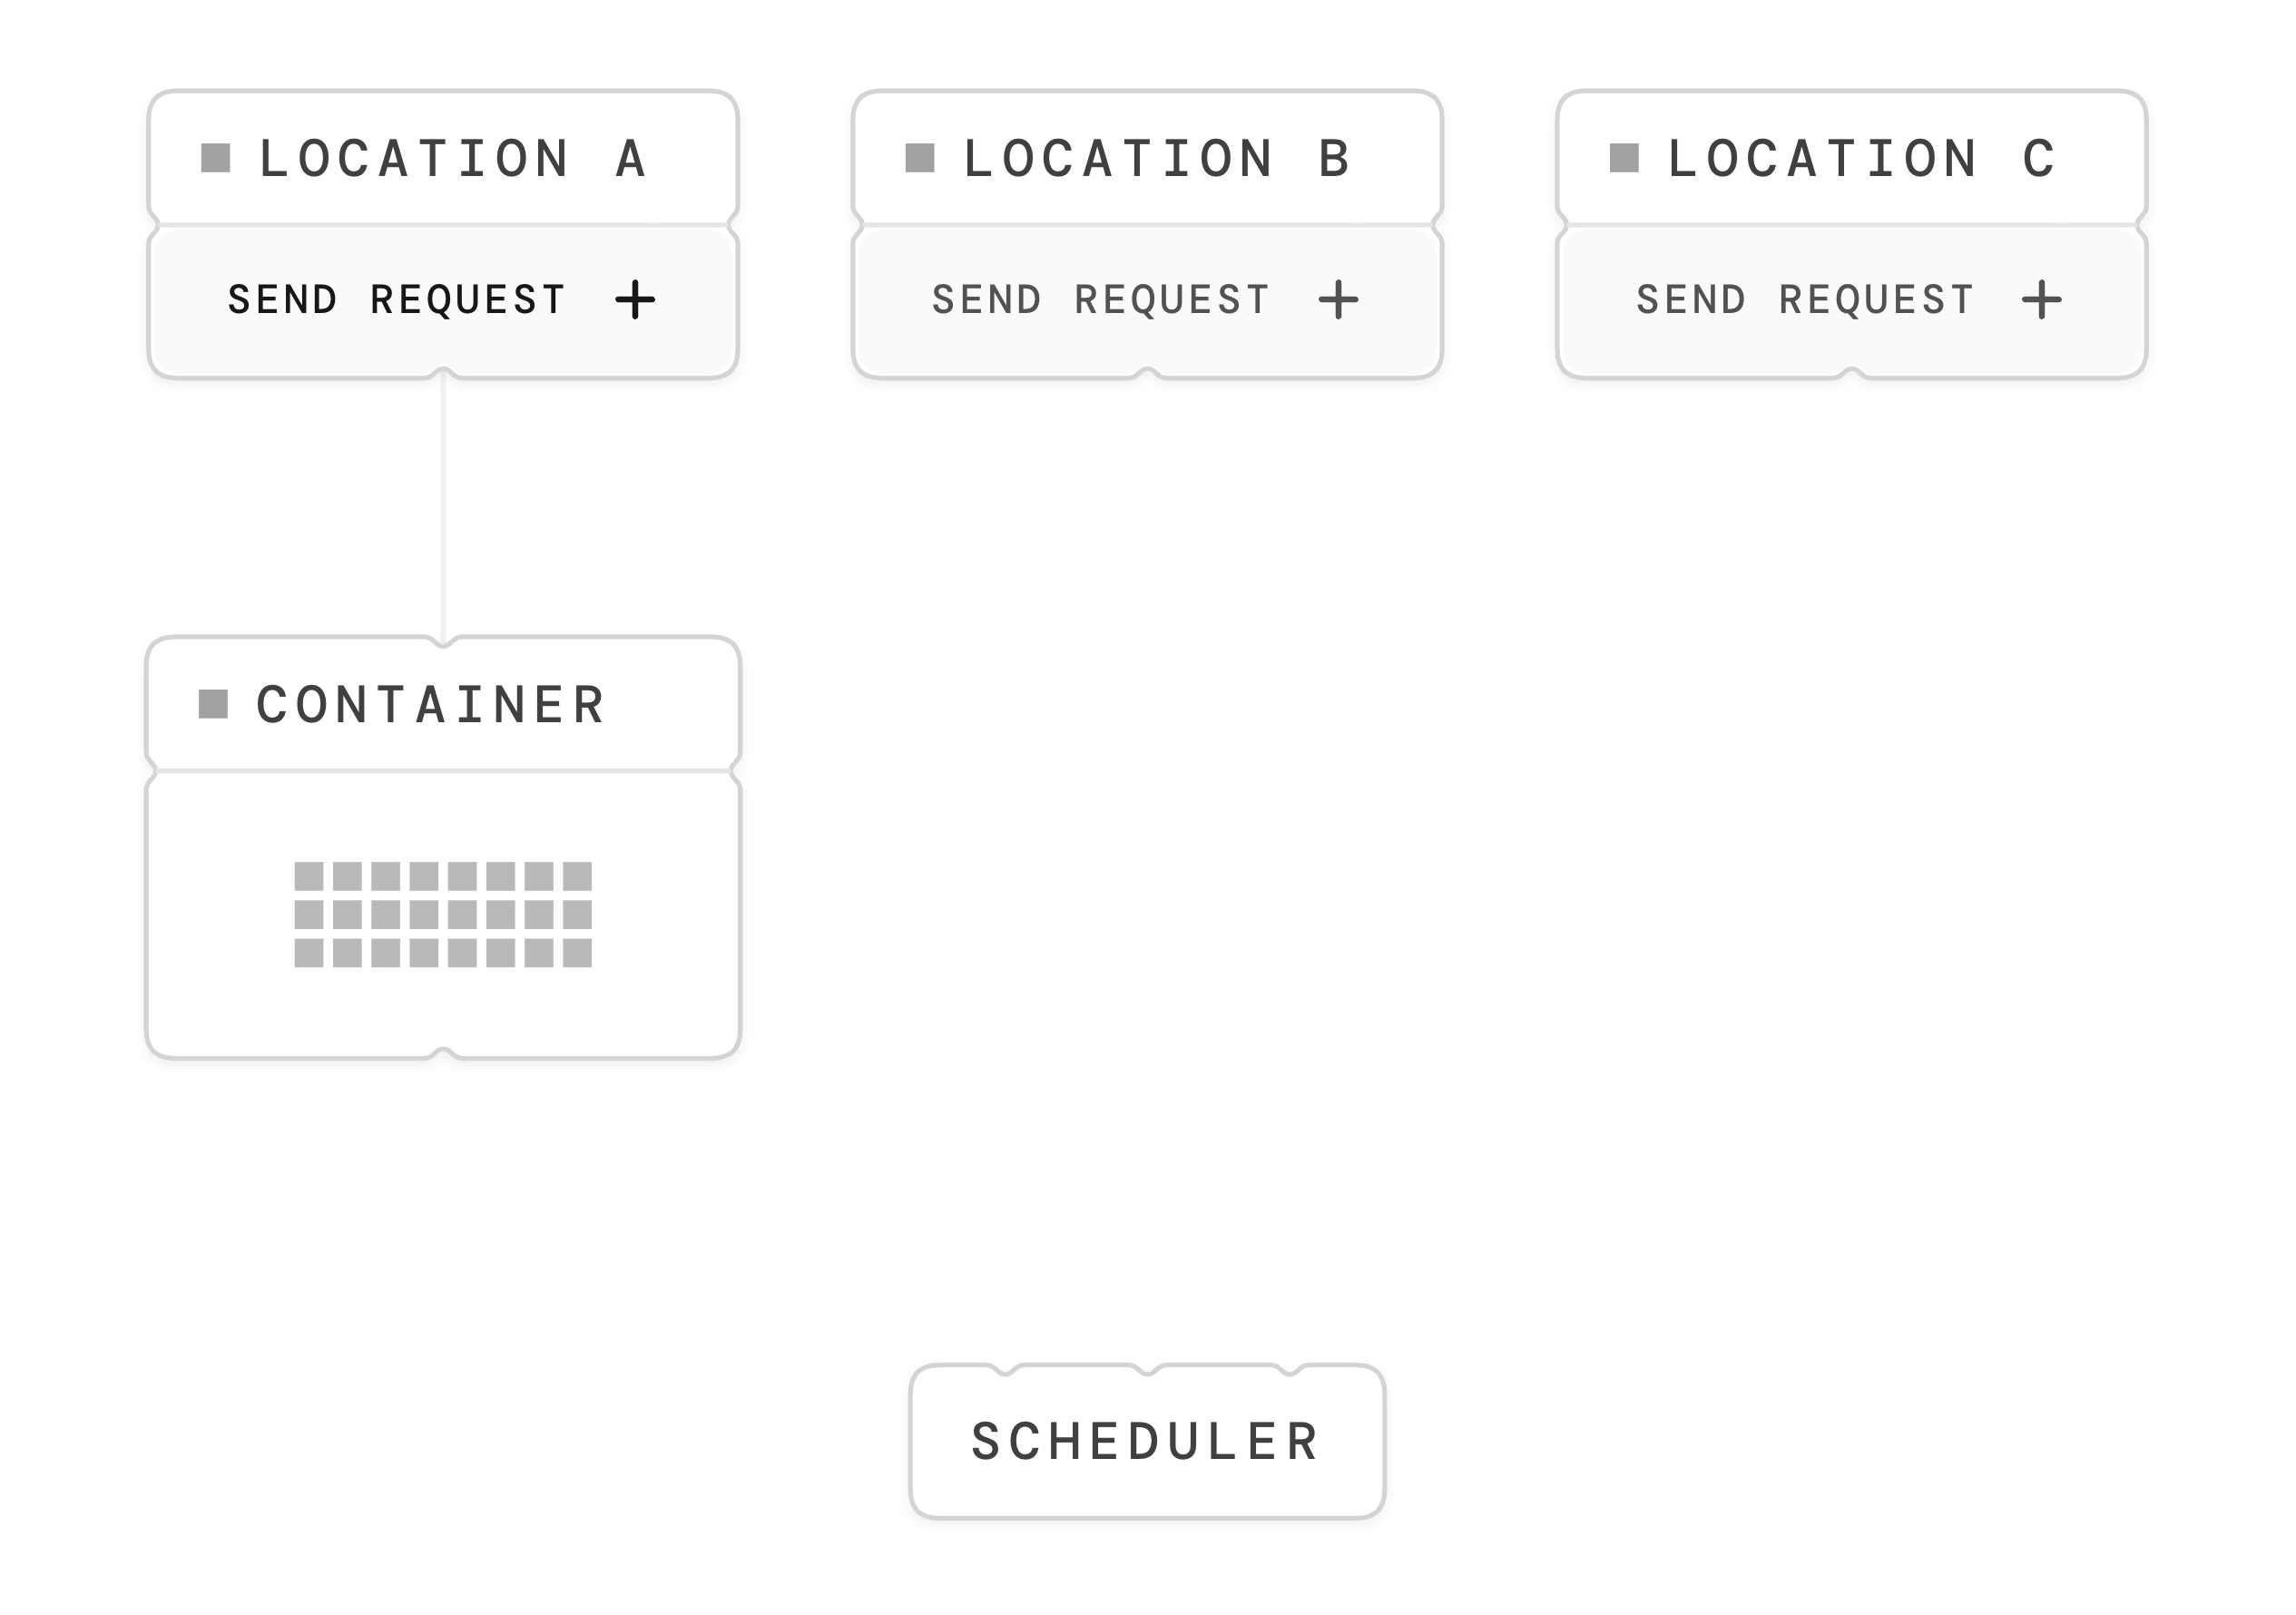 LOCATION A
SEND REQUEST +
LOCATION B
SEND REQUEST +
LOCATION C
SEND REQUEST +
CONTAINER
SCHEDULER